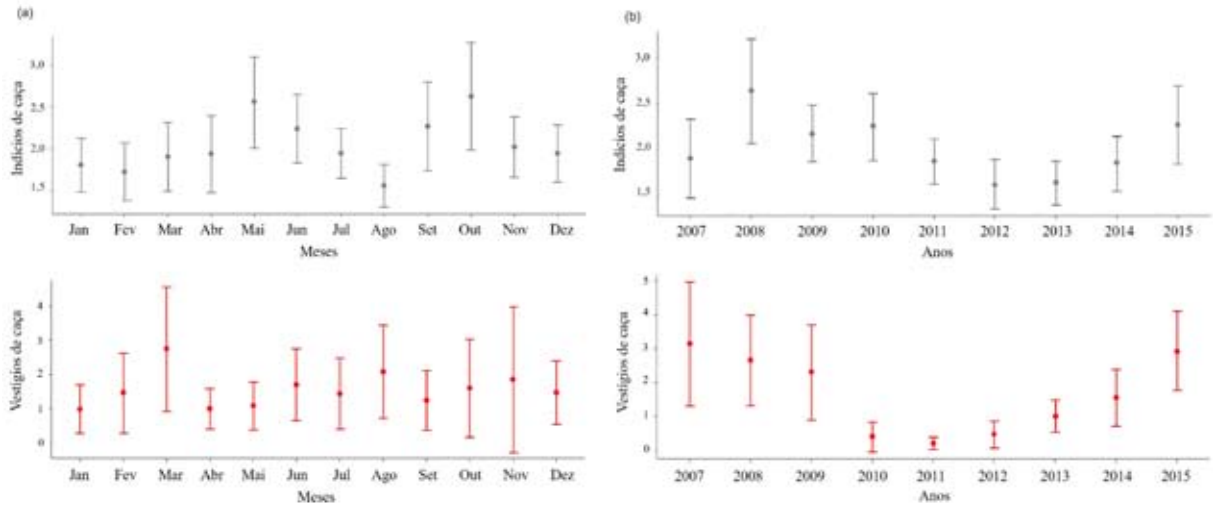 (a)
Indícios de caça
3,0
2,5
2,0
1,5
Jan Fev Mar Abr Mai Jun Jul Ago Set Out Nov Dez
Meses
Vestígios de caça
4
3
2
1
0
Jan Fev Mar Abr Mai Jun Jul Ago Set Out Nov Dez
Meses
(b)
Indícios de caça
3,0
2,5
2,0
1,5
2007 2008 2009 2010 2011 2012 2013 2014 2015
Anos
Vestígios de caça
5
4
3
2
1
0
2007 2008 2009 2010 2011 2012 2013 2014 2015
Anos